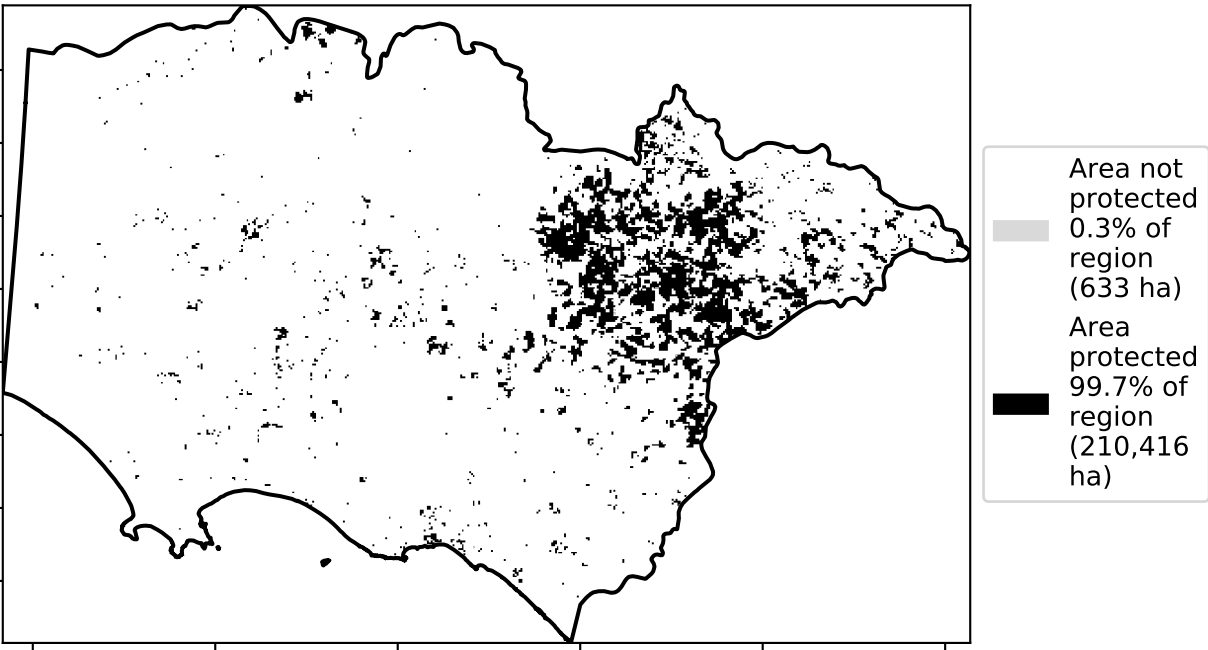 Area not
protected
0.3% of
region
(633 ha)
Area
protected
99.7% of
region
(210,416
ha)